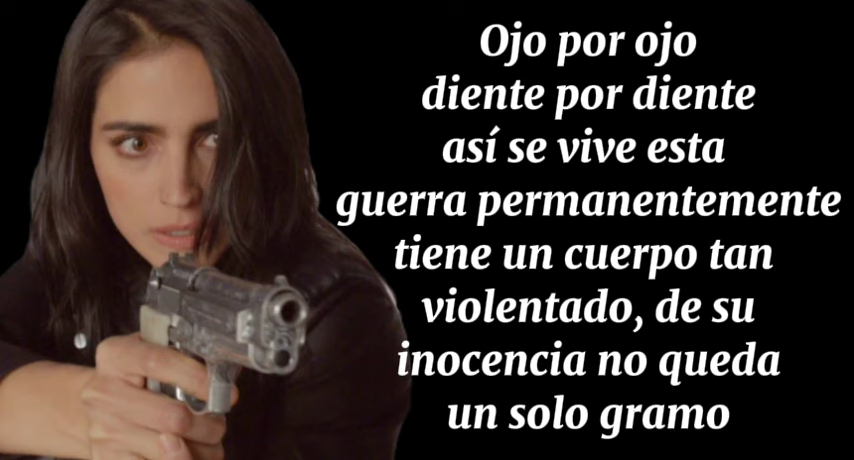 Ojo por ojo
diente por diente
así se vive esta
guerra permanentemente
tiene un cuerpo tan
violentado, de su
inocencia no queda
un solo gramo